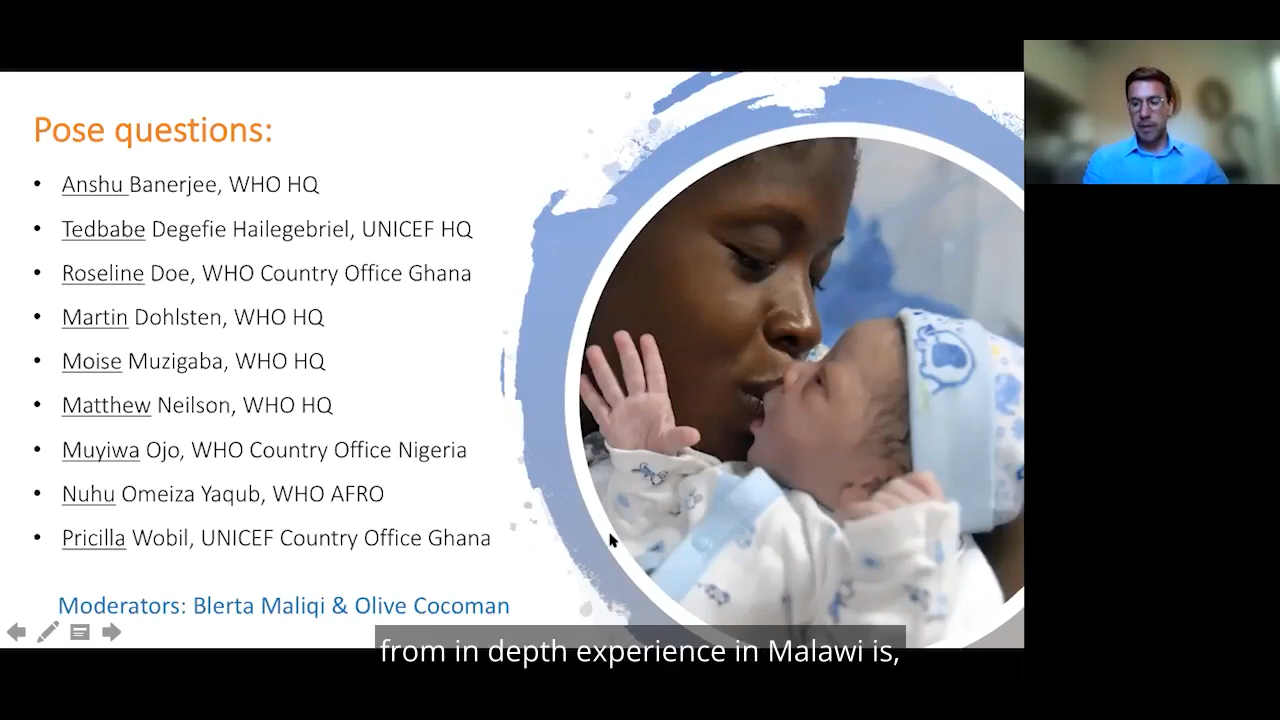 Pose questions:
• Anshu Banerjee, WHO HQ
• Tedbabe Degefie Hailegebriel, UNICEF HQ
• Roseline Doe, WHO Country Office Ghana
• Martin Dohlsten, WHO HQ
• Moise Muzigaba, WHO HQ
• Matthew Neilson, WHO HQ
• Muyiwa Ojo, WHO Country Office Nigeria
• Nuhu Omeiza Yaqub, WHO AFRO
• Pricilla Wobil, UNICEF Country Office Ghana
Moderators: Blerta Maliqi & Olive Cocoman
from in depth experience in Malawi is,